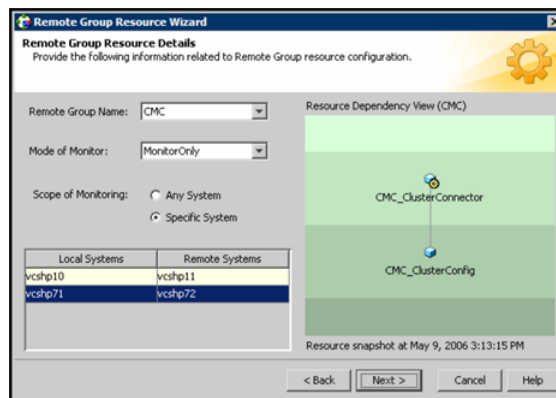 Remote Group Resource Wizard
Remote Group Resource Details
Provide the following information related to Remote Group resource configuration.
Remote Group Name: CMC
Resource Dependency View (CMC)
Mode of Monitor: MonitorOnly
Scope of Monitoring: Any System
Specific System
CMC_ClusterConnector
Local Systems Remote Systems
vcshp10 vcshp11
vcshp71 vcshp72
CMC_ClusterConfig
Resource snapshot at May 9, 2006 3:13:15 PM
< Back Next > Cancel Help